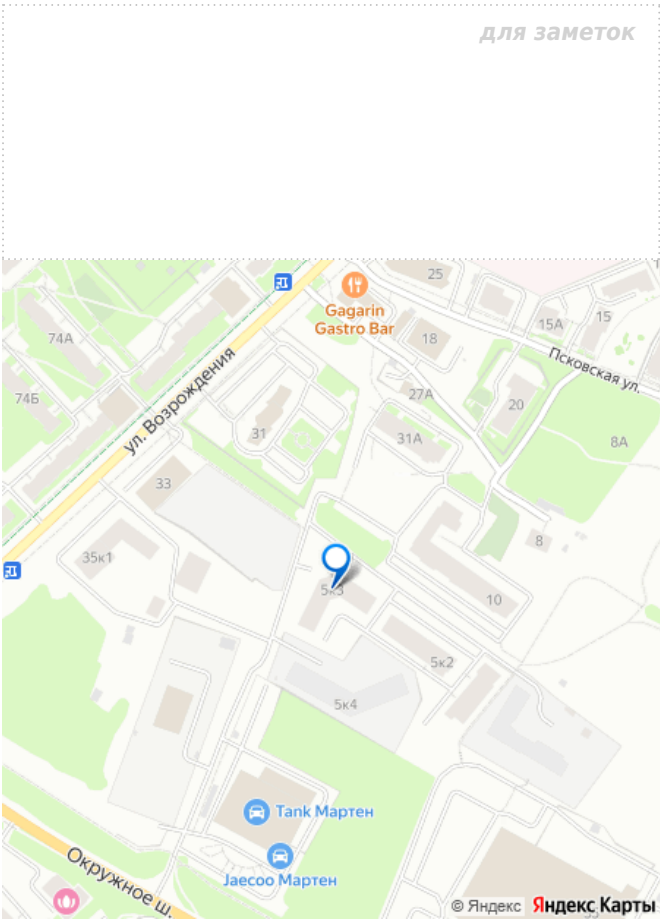 для заметок
25
Gagarin
Gastro Bar
18
15А
15
74А
Псковская ул.
ул. Возрождения
27А
74Б
20
31
31А
8А
33
8
35к1
5к3
10
5к2
5к4
Tank Мартен
Jaecoo Мартен
Окружное ш.
© Яндекс Яндекс Карты